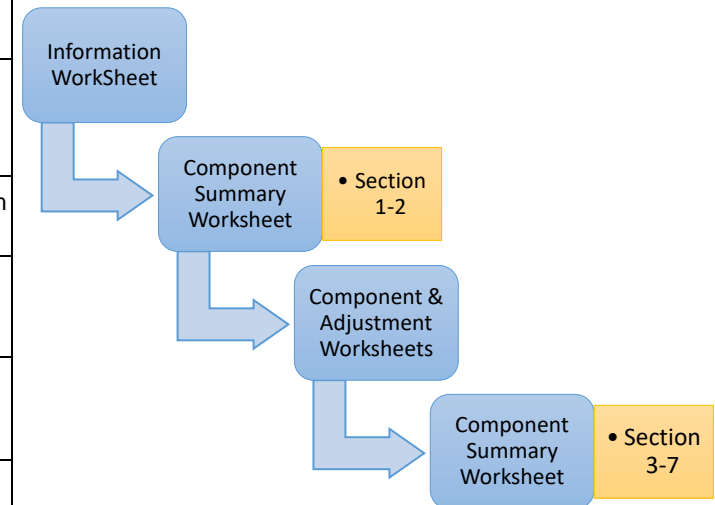 Information
WorkSheet
Component
Summary
Worksheet
• Section
1-2
n
Component &
Adjustment
Worksheets
Component
Summary
Worksheet
• Section
3-7